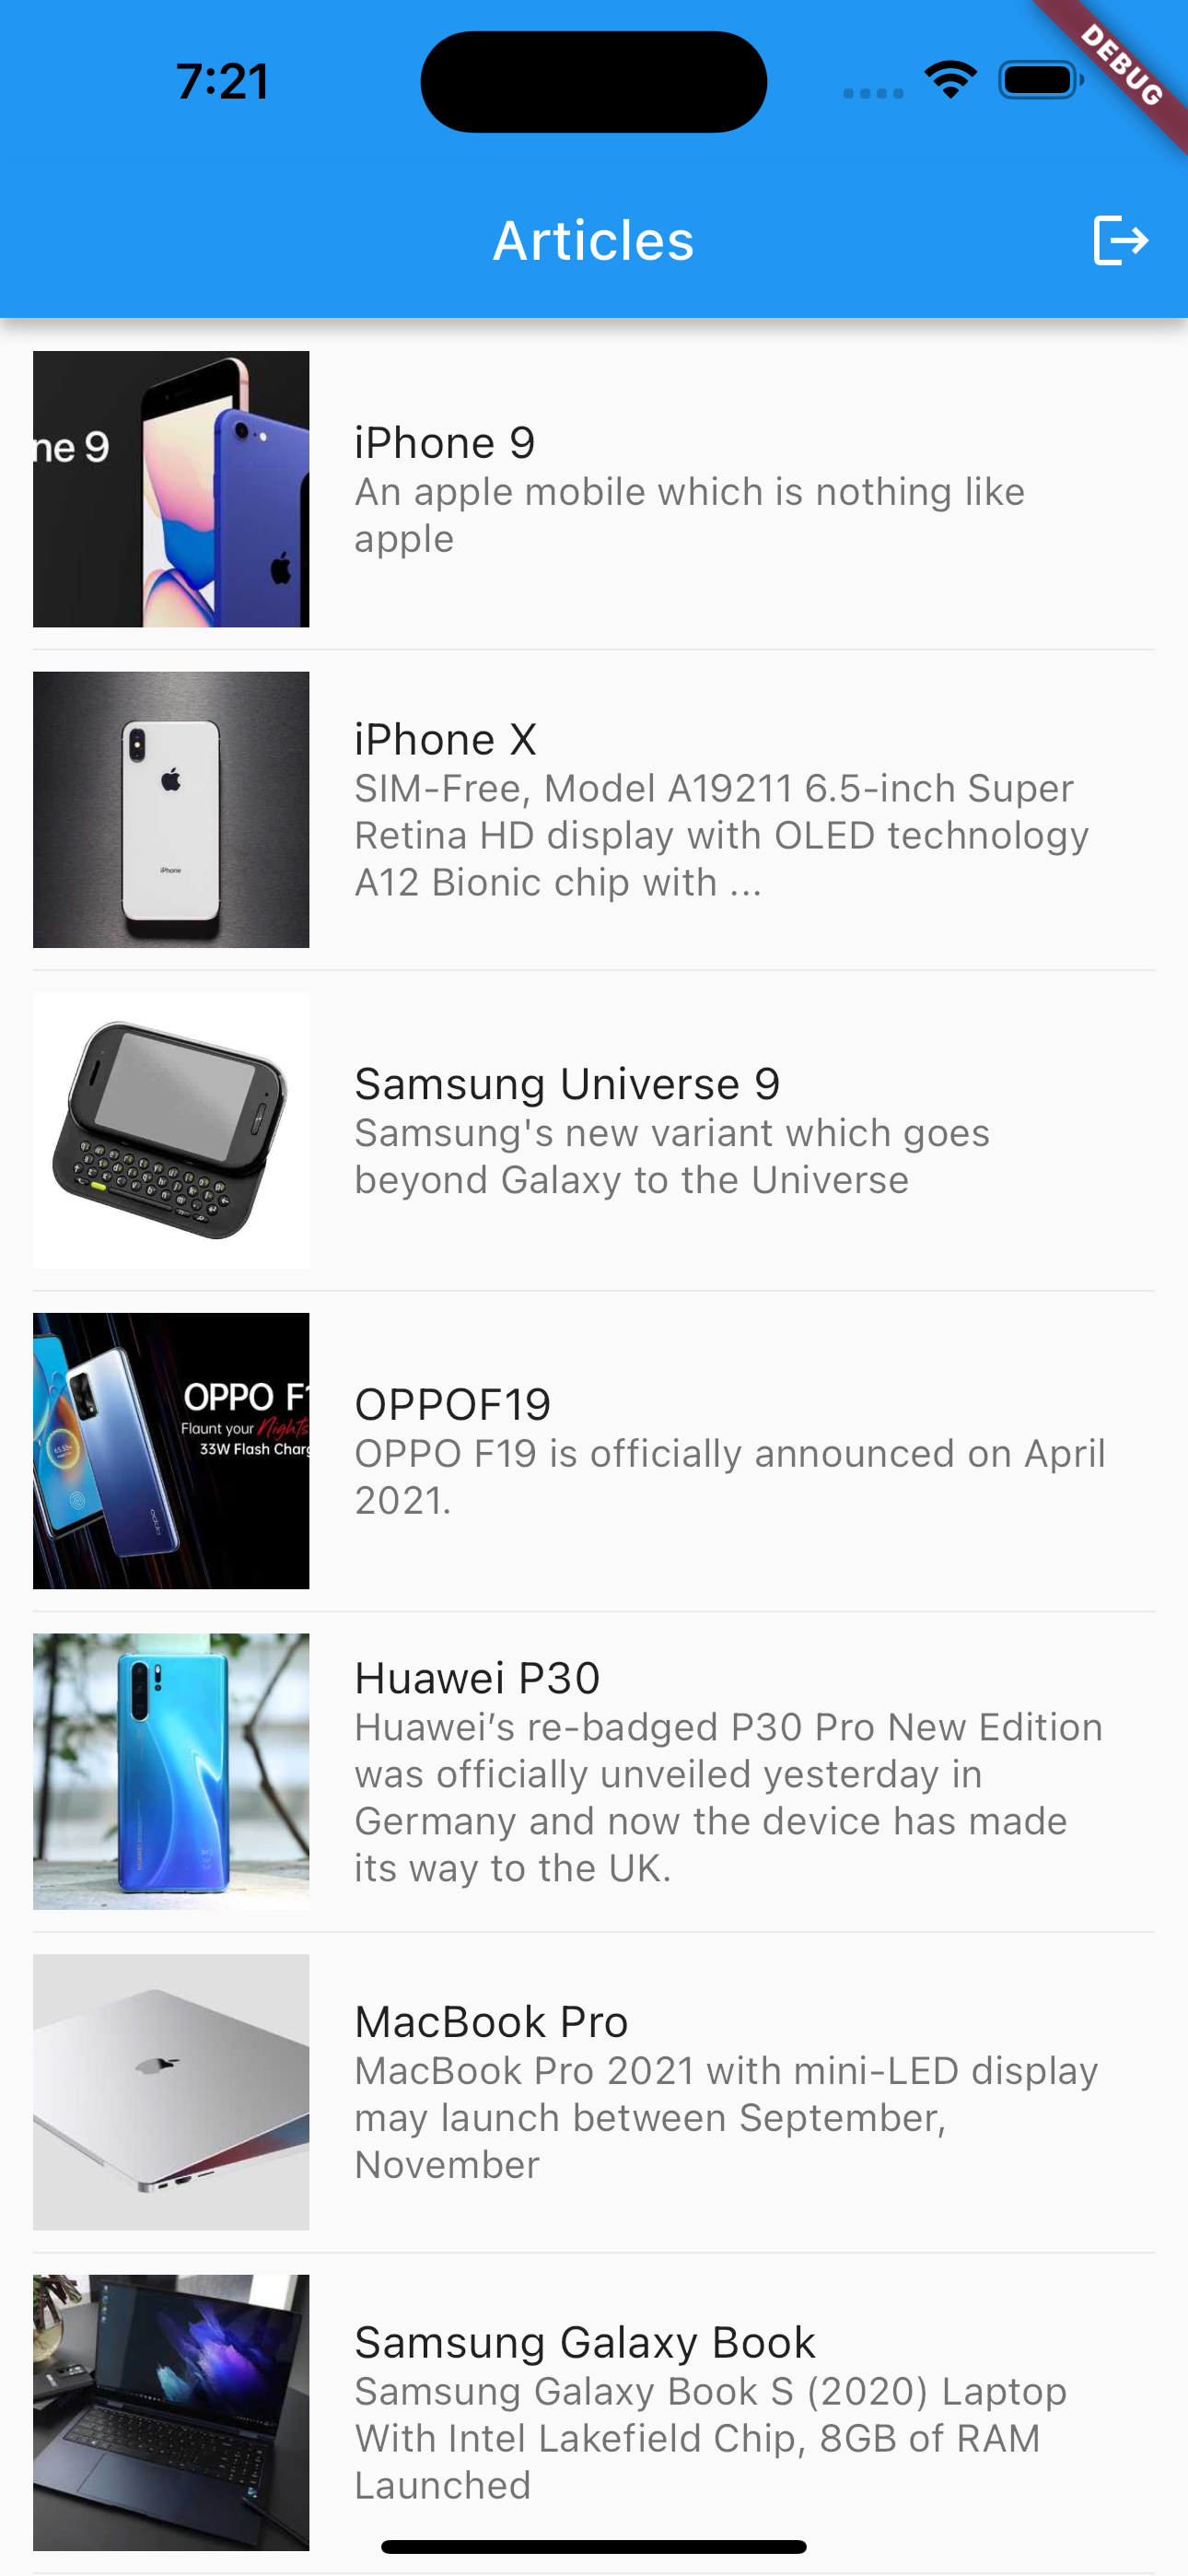 7:21
DEBUG
Articles
ne 9
iPhone 9
An apple mobile which is nothing like
apple
iPhone
iPhone X
SIM-Free, Model A19211 6.5-inch Super
Retina HD display with OLED technology
A12 Bionic chip with ...
Samsung Universe 9
Samsung's new variant which goes
beyond Galaxy to the Universe
OPPO F1
Flaunt your Nights
33W Flash Charg
oppo
OPPOF19
OPPO F19 is officially announced on April
2021.
HUAWEI
Huawei P30
Huawei’s re-badged P30 Pro New Edition
was officially unveiled yesterday in
Germany and now the device has made
its way to the UK.
MacBook Pro
MacBook Pro 2021 with mini-LED display
may launch between September,
November
Samsung Galaxy Book
Samsung Galaxy Book S (2020) Laptop
With Intel Lakefield Chip, 8GB of RAM
Launched